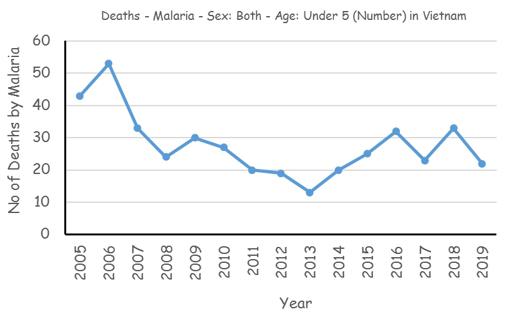 Deaths - Malaria - Sex: Both - Age: Under 5 (Number) in Vietnam
No of Deaths by Malaria
60
50
40
30
20
10
0
2005 2006 2007 2008 2009 2010 2011 2012 2013 2014 2015 2016 2017 2018 2019
Year